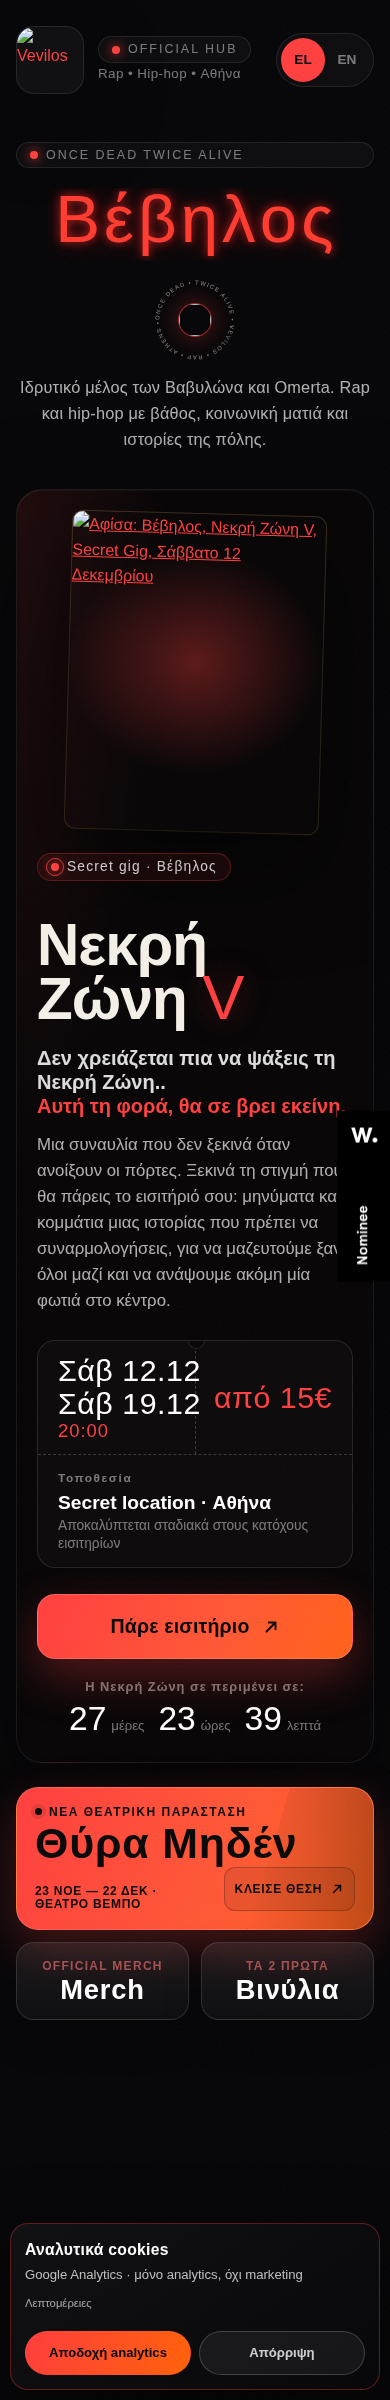 Vevilos
OFFICIAL HUB
Rap • Hip-hop • Αθήνα
EL EN
ONCE DEAD TWICE ALIVE
Βέβηλος
ONCE DEAD • TWICE ALIVE • VEVILOS • RAP • ATHENS •
Ιδρυτικό μέλος των Βαβυλώνα και Omerta. Rap
και hip-hop με βάθος, κοινωνική ματιά και
ιστορίες της πόλης.
Αφίσα: ε Βέβηλος, Νεκρή Ζώνη V,
Secret Gig, Σάββατο 12
Δεκεμβρίου
Secret gig · Βέβηλος
Νεκρή
Ζώνη V
Δεν χρειάζεται πια να ψάξεις τη
Νεκρή Ζώνη..
Αυτή τη φορά, θα σε βρει εκείνη.
Μια συναυλία που δεν ξεκινά όταν
ανοίξουν οι πόρτες. Ξεκινά τη στιγμή που
θα πάρεις το εισιτήριό σου: μηνύματα κα
κομμάτια μιας ιστορίας που πρέπει να
συναρμολογήσεις, για να μαζευτούμε ξαν
όλοι μαζί και να ανάψουμε ακόμη μία
φωτιά στο κέντρο.
W.
Nominee
Σάβ 12.12
Σάβ 19.12
20:00
από 15€
Τοποθεσία
Secret location · Αθήνα
Αποκαλύπτεται σταδιακά στους κατόχους
εισιτηρίων
Πάρε εισιτήριο
Η Νεκρή Ζώνη σε περιμένει σε:
27 μέρες 23 ώρες 39 λεπτά
ΝΕΑ ΘΕΑΤΡΙΚΗ ΠΑΡΑΣΤΑΣΗ
Θύρα Μηδέν
23 ΝΟΕ — 22 ΔΕΚ ·
ΘΕΑΤΡΟ ΒΕΜΠΟ
ΚΛΕΙΣΕ ΘΕΣΗ
OFFICIAL MERCH
Merch
ΤΑ 2 ΠΡΩΤΑ
Βινύλια
Αναλυτικά cookies
Google Analytics · μόνο analytics, όχι marketing
Λεπτομέρειες
Αποδοχή analytics
Απόρριψη